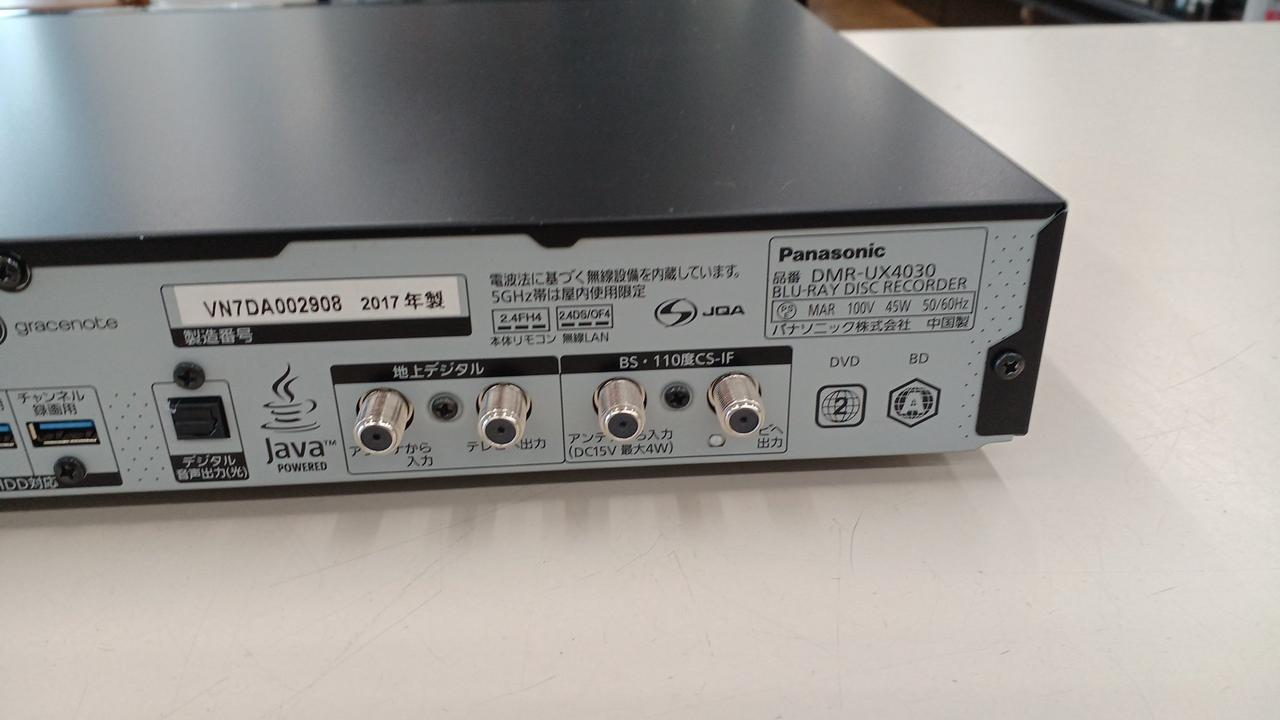 gracenote
チャンネル
録画用
HDD対応
VN7DA002908 2017年製
製造番号
電波法に基づく無線設備を内蔵しています。
5GHz帯は屋内使用限定
2.4FH4
2.4DS/OF4
本体リモコン 無線LAN
JQA
Panasonic
品番 DMR-UX4030
BLU-RAY DISC RECORDER
PS MAR 100V 45W 50/60Hz
パナソニック株式会社 中国製
デジタル
音声出力(光)
Java™
POWERED
地上デジタル
入力
BS・110度CS-IF
(DC15V 最大4W)
出力
DVD
2
BD
A